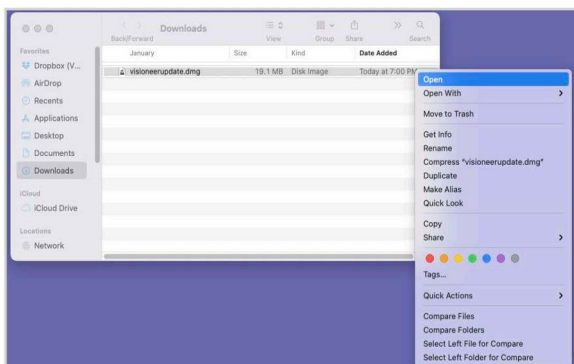 Downloads
Back/Forward View Group Share Search
Favorites
Dropbox (V...
AirDrop
Recents
Applications
Desktop
Documents
Downloads
iCloud
iCloud Drive
Locations
Network
January Size Kind Date Added
visioneerupdate.dmg 19.1 MB Disk Image Today at 7:00 PM
Open
Open With
Move to Trash
Get Info
Rename
Compress "visioneerupdate.dmg"
Duplicate
Make Alias
Quick Look
Copy
Share
Tags...
Quick Actions
Compare Files
Compare Folders
Select Left File for Compare
Select Left Folder for Compare